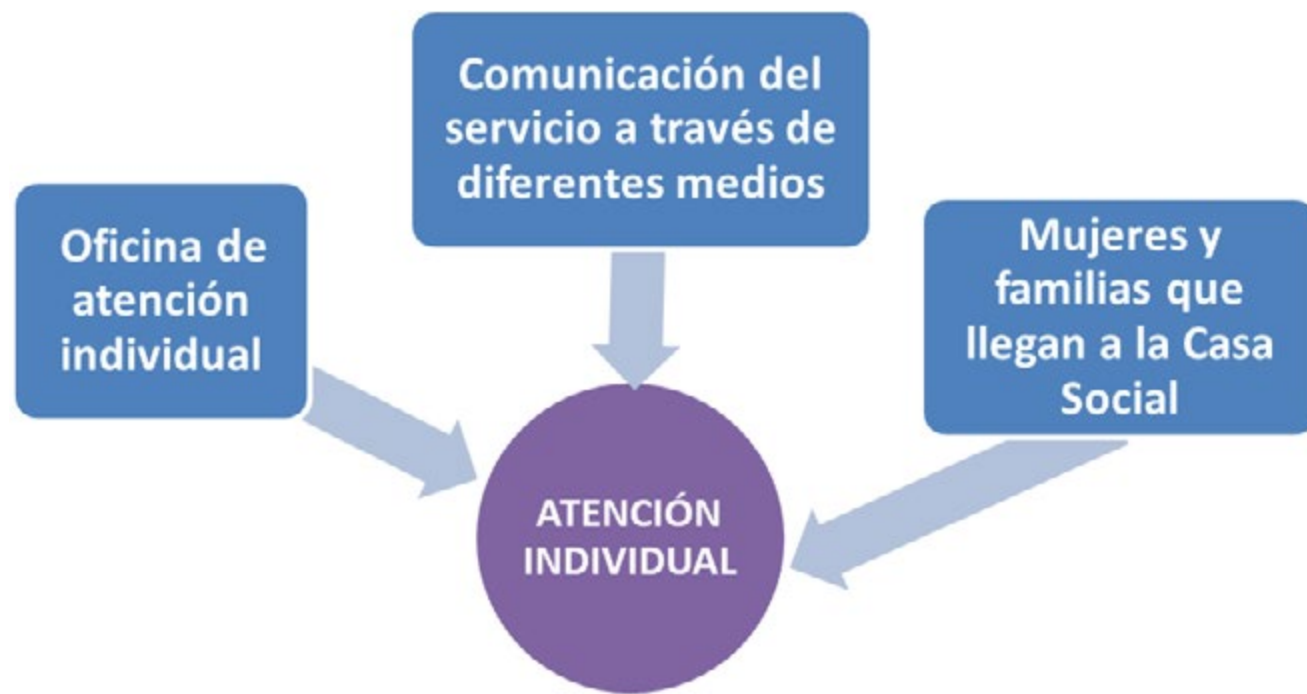 Comunicación del
servicio a través de
diferentes medios
Oficina de
atención
individual
Mujeres y
familias que
llegan a la Casa
Social
ATENCIÓN
INDIVIDUAL